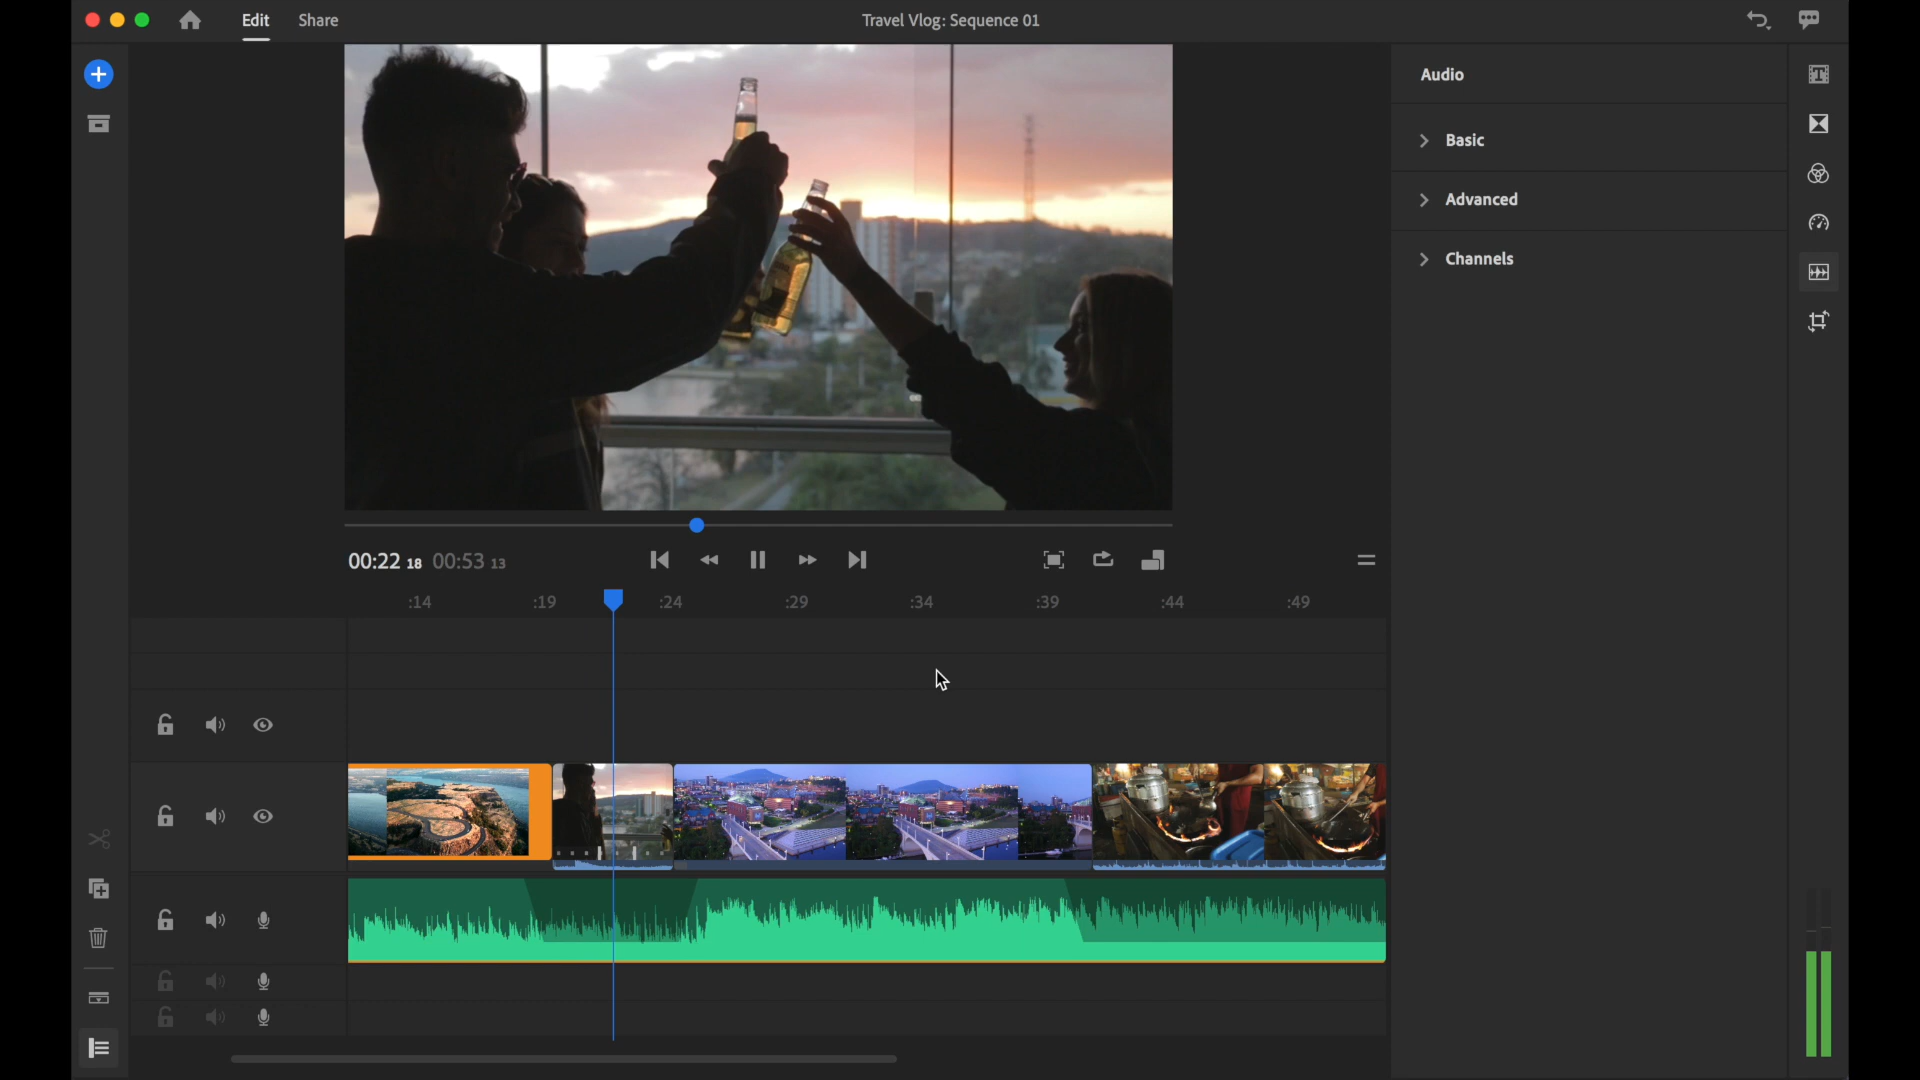 Edit Share Travel Vlog: Sequence 01
Audio
Basic
Advanced
Channels
00:22 18 00:53 13
:14 :19 :24 :29 :34 :39 :44 :49